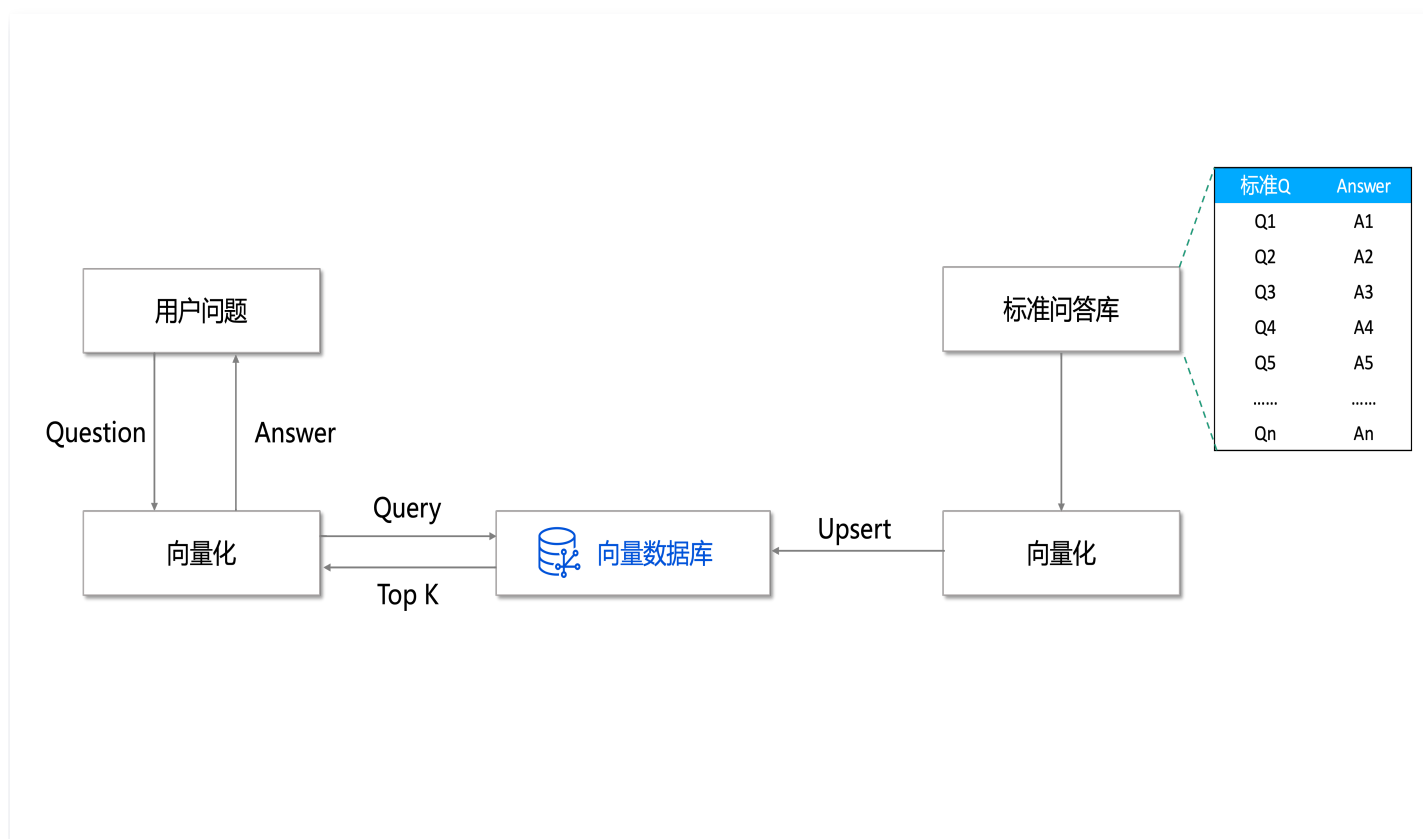 标准Q Answer
Q1 A1
Q2 A2
Q3 A3
Q4 A4
Q5 A5
...... ......
Qn An
用户问题
标准问答库
Question
Answer
Query
向量化
向量数据库
Upsert
向量化
Top K